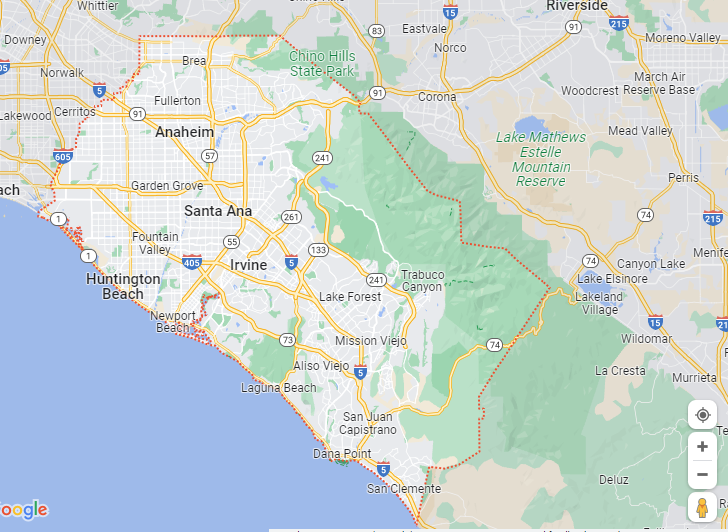 Whittier
Chino Hills
Riverside
15
215
Downey
83
Eastvale
91
Moreno Valley
Norco
Brea
Chino Hills
State Park
Norwalk
March Air
Reserve Base
Woodcrest
5
Fullerton
91
Corona
Lakewood
Cerritos
91
Anaheim
Lake Mathews
Estelle
Mountain
Reserve
Mead Valley
605
57
241
Perris
Garden Grove
ach
Santa Ana
261
74
215
1
Fountain
Valley
55
133
1
405
5
Irvine
74
Canyon Lake
Menife
Huntington
Beach
241
Trabuco
Canyon
Lake Elsinore
Lake Forest
Lakeland
Village
Newport
Beach
15
73
Mission Viejo
74
Wildomar
Aliso Viejo
5
La Cresta
Murrieta
Laguna Beach
San Juan
Capistrano
Dana Point
5
San Clemente
Deluz
Google